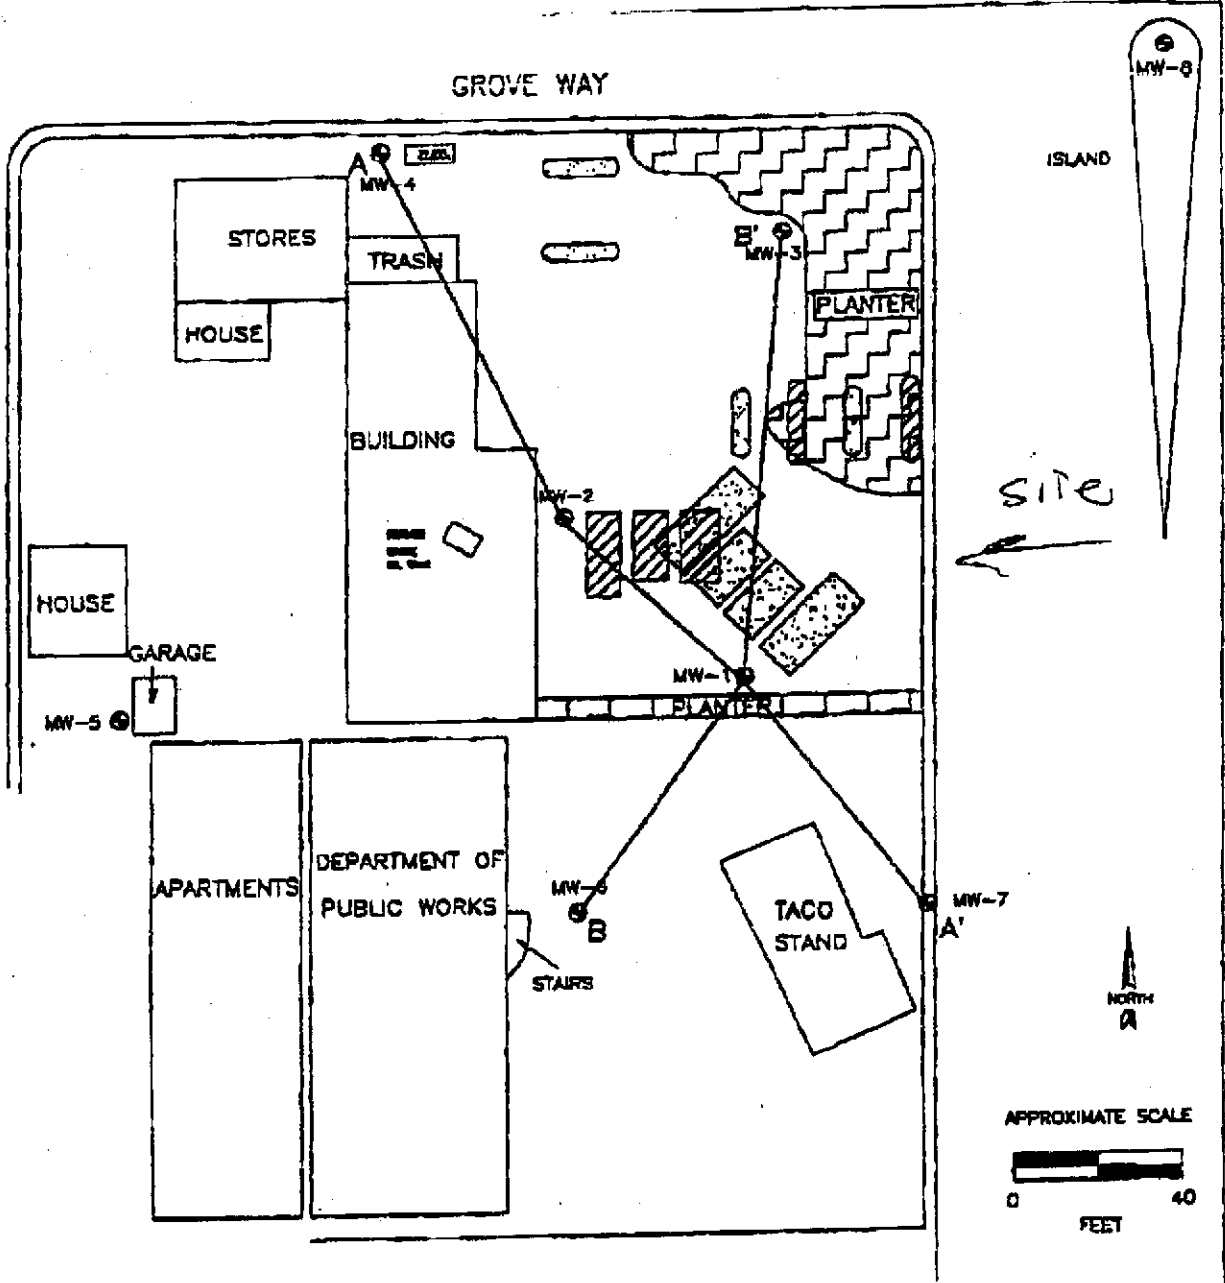 GROVE WAY
MW-8
ISLAND
A
MW-4
STORES
TRASH
B'
MW-3
PLANTER
HOUSE
BUILDING
MW-2
site
HOUSE
GARAGE
MW-5
MW-1
PLANTER
APARTMENTS
DEPARTMENT OF
PUBLIC WORKS
MW-6
B
STAIRS
TACO
STAND
MW-7
A'
NORTH
APPROXIMATE SCALE
0 40
FEET